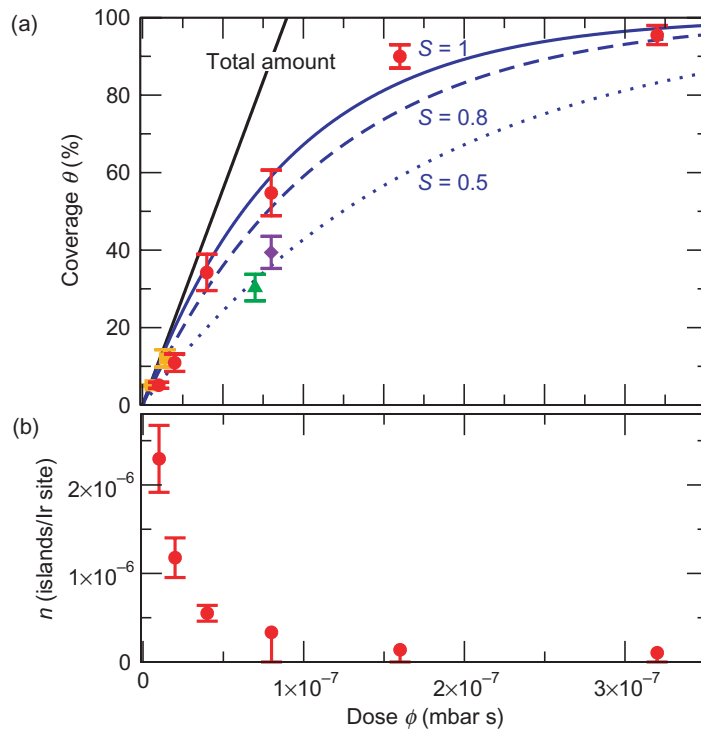 (a)
100
80
60
40
20
0
Coverage θ (%)
Total amount
S = 1
S = 0.8
S = 0.5
(b)
2×10⁻⁶
1×10⁻⁶
0
n (islands/Ir site)
0
1×10⁻⁷
2×10⁻⁷
3×10⁻⁷
Dose ϕ (mbar s)